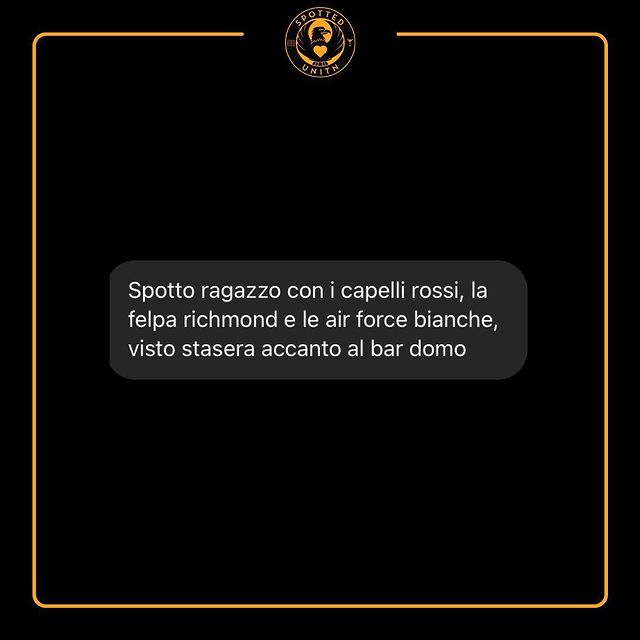 SPOTTED
UNITN
Spotto ragazzo con i capelli rossi, la
felpa richmond e le air force bianche,
visto stasera accanto al bar domo